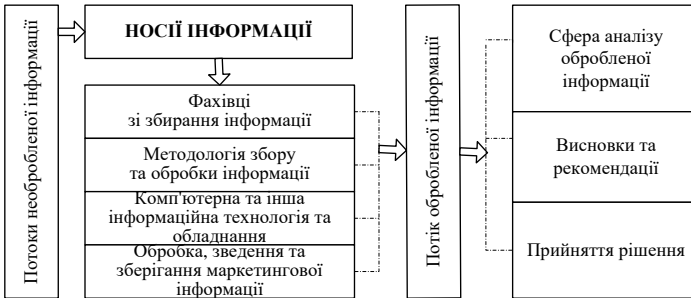 Потоки необробленої інформації
НОСІЇ ІНФОРМАЦІЇ
Фахівці
зі збирання інформації
Методологія збору
та обробки інформації
Комп'ютерна та інша
інформаційна технологія та
обладнання
Обробка, зведення та
зберігання маркетингової
інформації
Потік обробленої інформації
Сфера аналізу
обробленої
інформації
Висновки та
рекомендації
Прийняття рішення